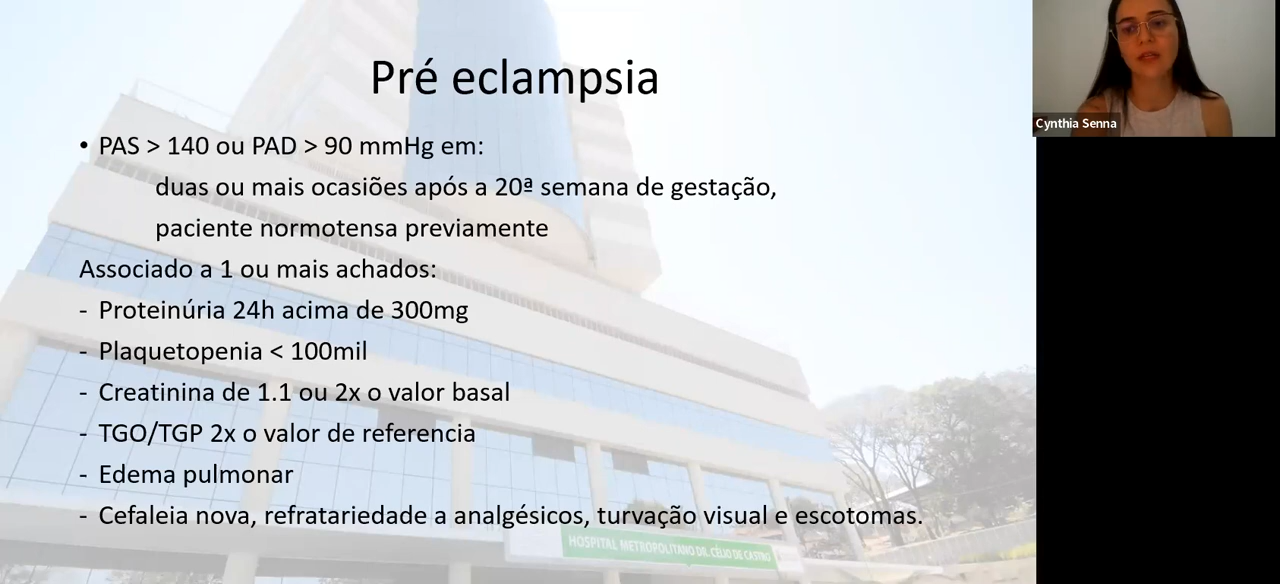 Pré eclampsia
• PAS > 140 ou PAD > 90 mmHg em:
duas ou mais ocasiões após a 20ª semana de gestação,
paciente normotensa previamente
Associado a 1 ou mais achados:
- Proteinúria 24h acima de 300mg
- Plaquetopenia < 100mil
- Creatinina de 1.1 ou 2x o valor basal
- TGO/TGP 2x o valor de referencia
- Edema pulmonar
- Cefaleia nova, refratariedade a analgésicos, turvação visual e escotomas.
HOSPITAL METROPOLITANO DR. CÉLIO DE CASTRO
Cynthia Senna